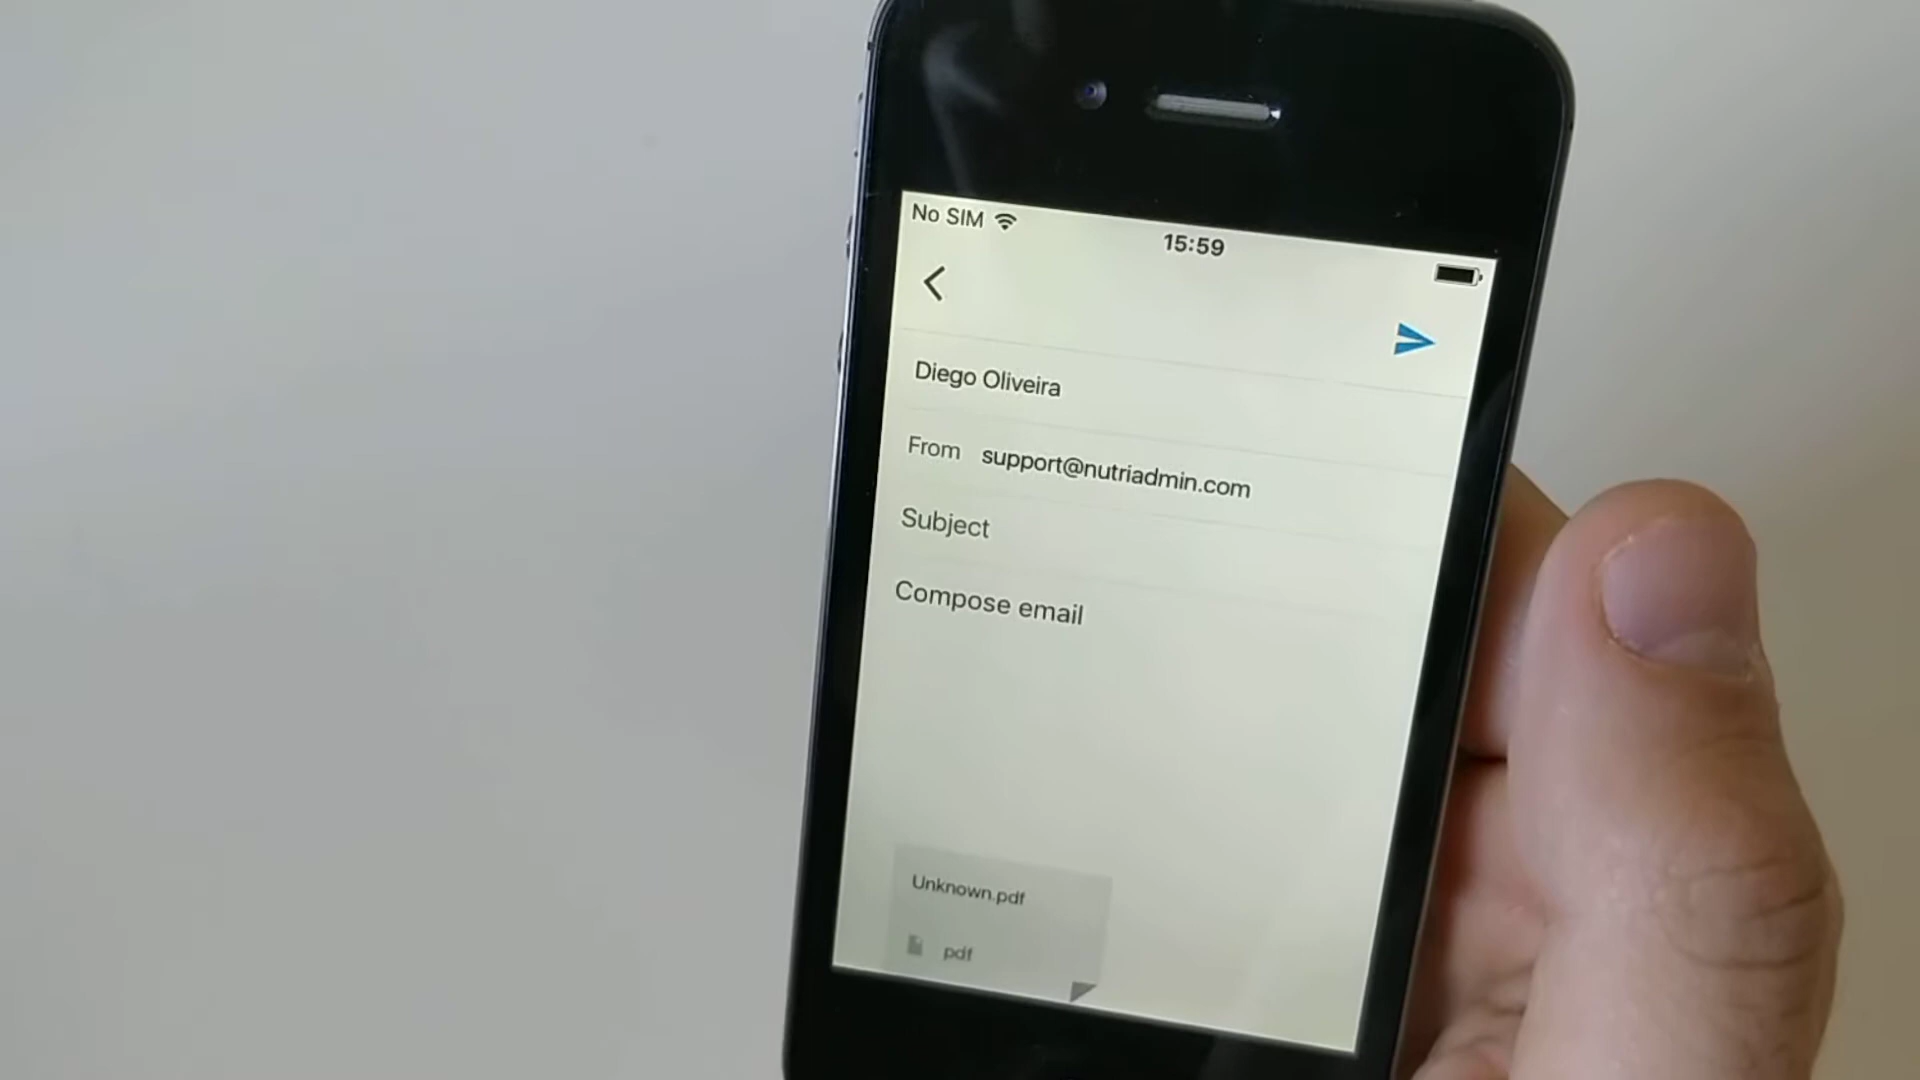 No SIM
15:59
Diego Oliveira
From support@nutriadmin.com
Subject
Compose email
Unknown.pdf
pdf